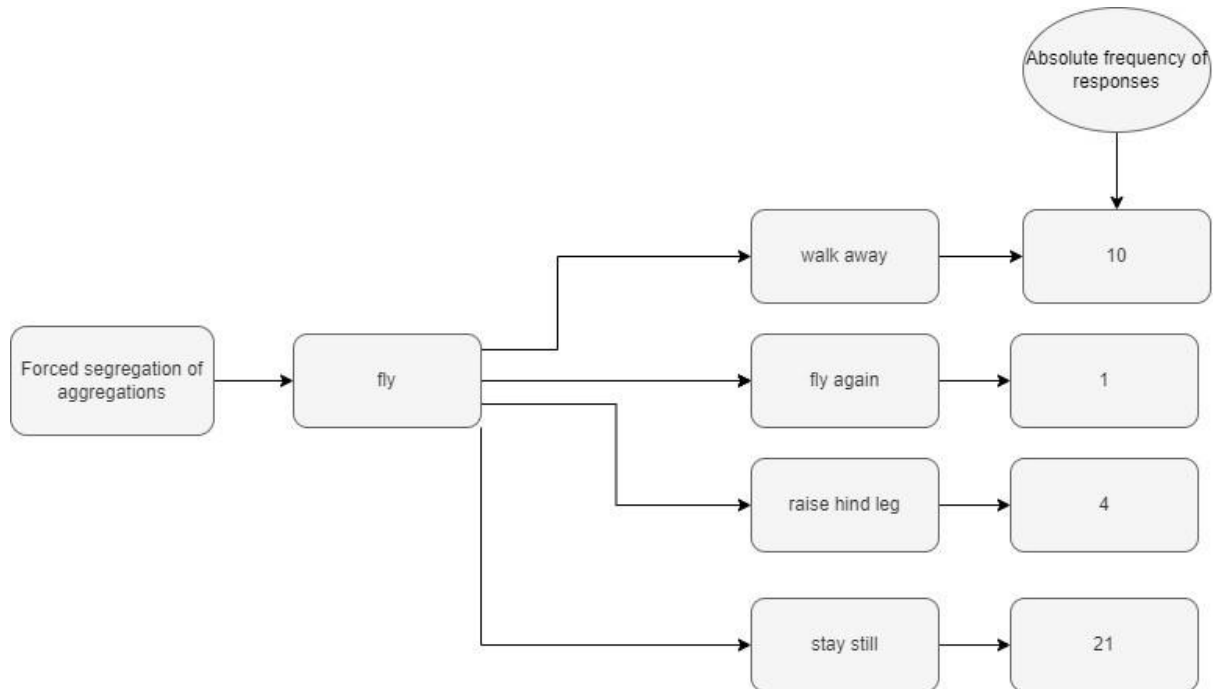 Absolute frequency of
responses
walk away
10
Forced segregation of
aggregations
fly
fly again
1
raise hind leg
4
stay still
21